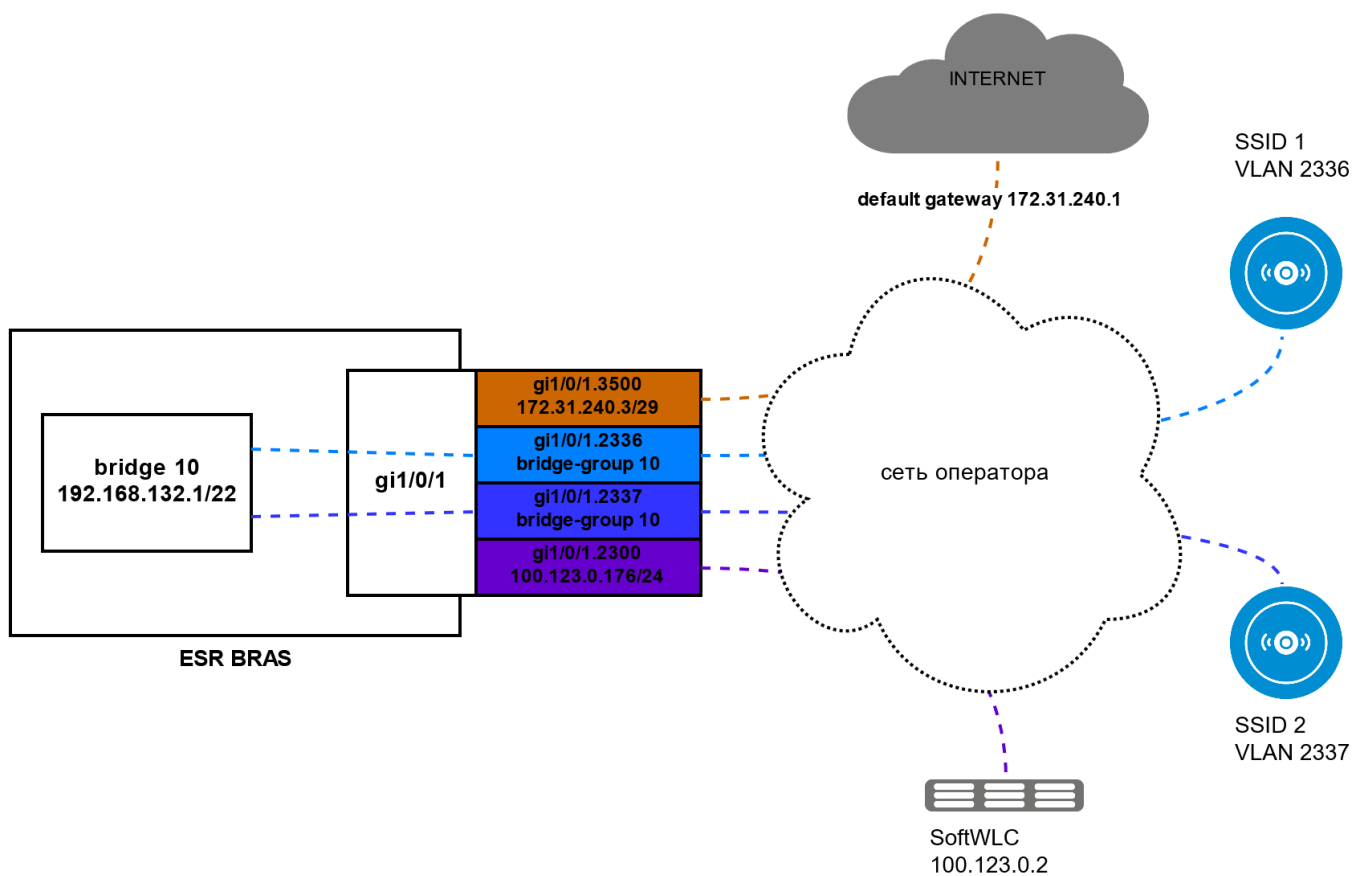 INTERNET
default gateway 172.31.240.1
SSID 1
VLAN 2336
gi1/0/1.3500
172.31.240.3/29
gi1/0/1.2336
bridge-group 10
gi1/0/1.2337
bridge-group 10
gi1/0/1.2300
100.123.0.176/24
bridge 10
192.168.132.1/22
gi1/0/1
сеть оператора
ESR BRAS
SSID 2
VLAN 2337
SoftWLC
100.123.0.2